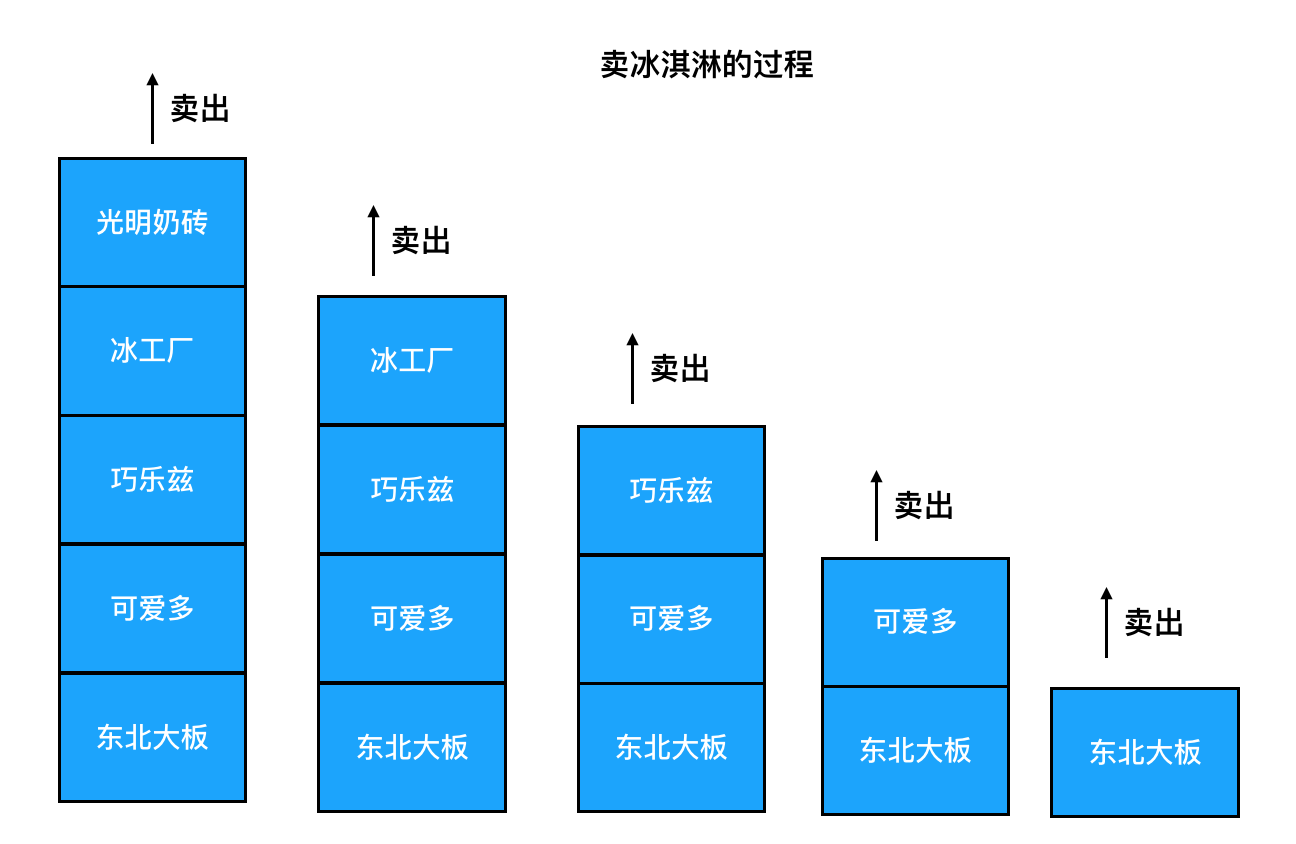 卖冰淇淋的过程
卖出
光明奶砖
冰工厂
巧乐兹
可爱多
东北大板
卖出
冰工厂
巧乐兹
可爱多
东北大板
卖出
巧乐兹
可爱多
东北大板
卖出
可爱多
东北大板
卖出
东北大板